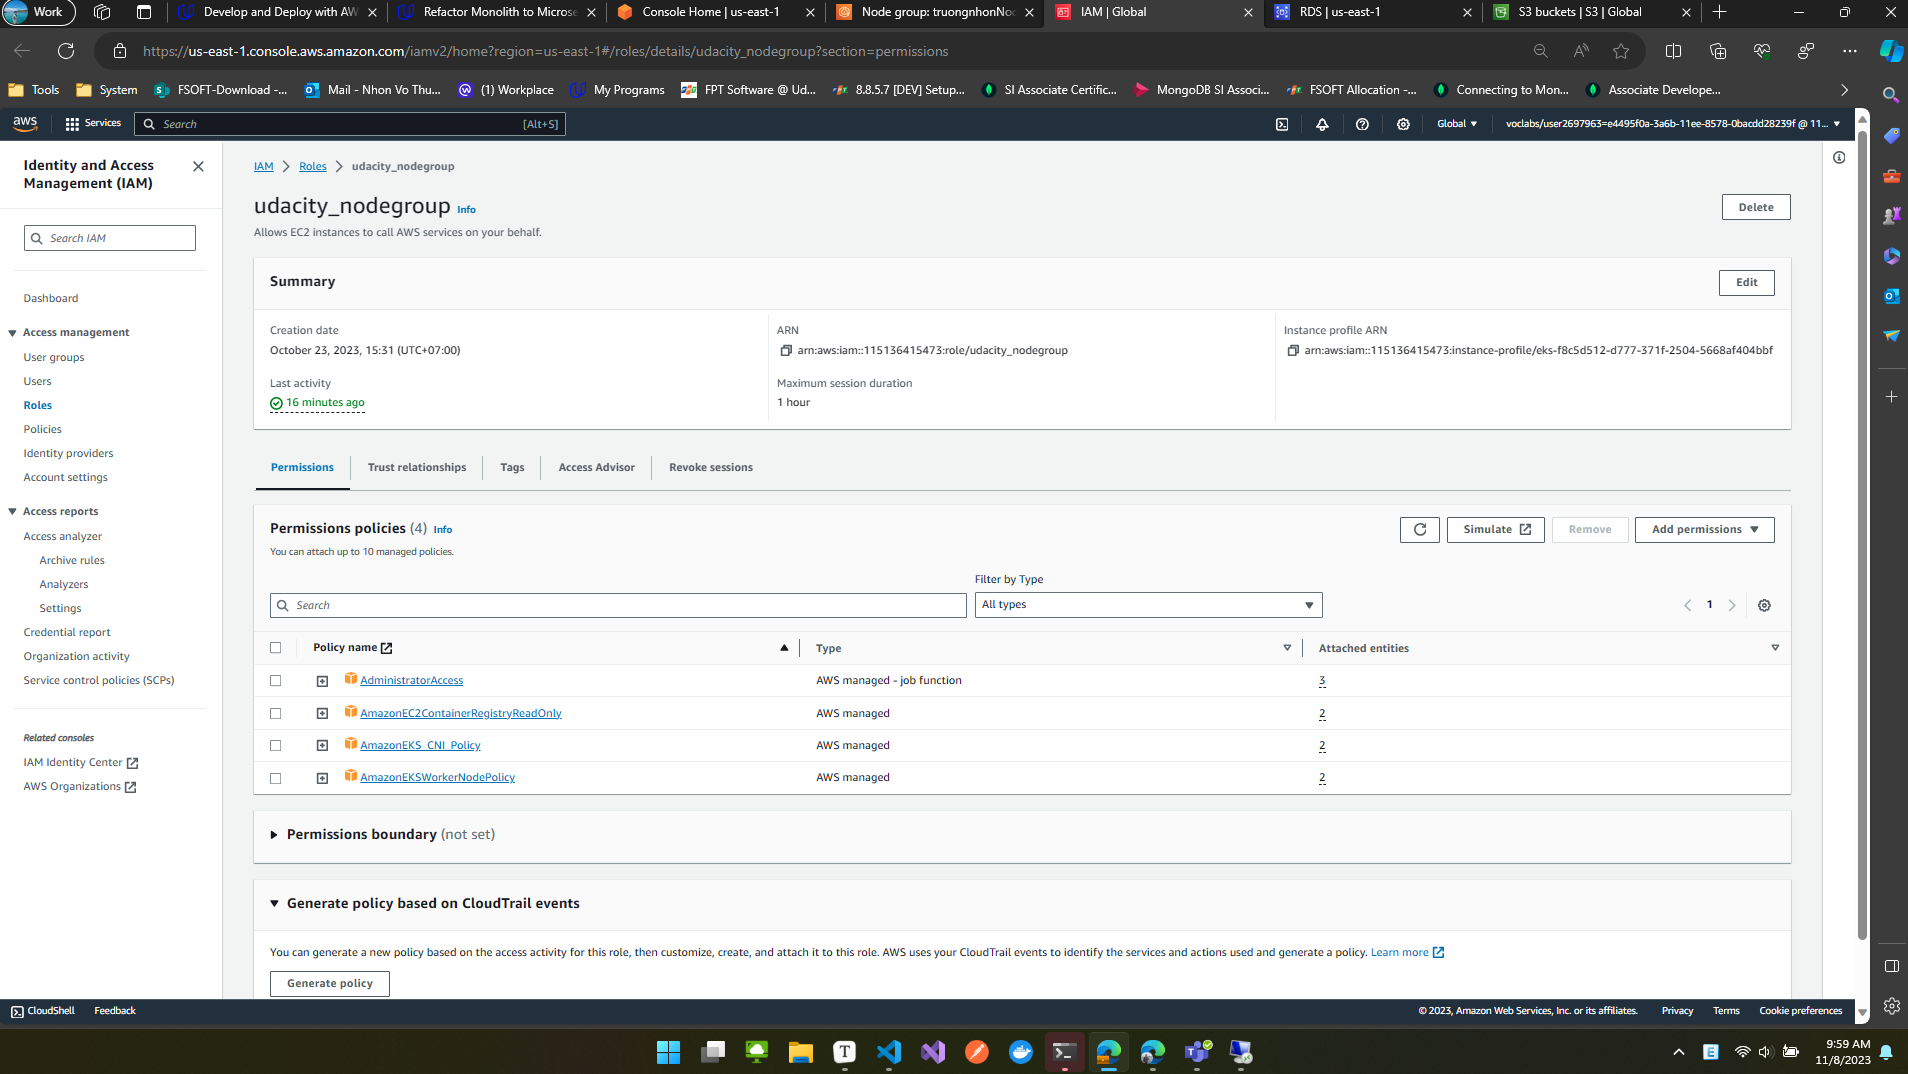 Work
Develop and Deploy with AW
Refactor Monolith to Microse
Console Home | us-east-1
Node group: truongnhonNoc
IAM | Global
RDS | us-east-1
S3 buckets | S3 | Global
https://us-east-1.console.aws.amazon.com/iamv2/home?region=us-east-1#/roles/details/udacity_nodegroup?section=permissions
Tools
System
FSOFT-Download -...
Mail - Nhon Vo Thu...
(1) Workplace
My Programs
FPT Software @ Ud...
8.8.5.7 [DEV] Setup...
SI Associate Certific...
MongoDB SI Associ...
FSOFT Allocation -...
Connecting to Mon...
Associate Develope...
aws
Services
Search
[Alt+S]
Global
voclabs/user2697963=e4495f0a-3a6b-11ee-8578-0bacdd28239f @ 11...
Identity and Access
Management (IAM)
Search IAM
Dashboard
Access management
User groups
Users
Roles
Policies
Identity providers
Account settings
Access reports
Access analyzer
Archive rules
Analyzers
Settings
Credential report
Organization activity
Service control policies (SCPs)
Related consoles
IAM Identity Center
AWS Organizations
IAM
Roles
udacity_nodegroup
udacity_nodegroup Info
Delete
Allows EC2 instances to call AWS services on your behalf.
Summary
Edit
Creation date
October 23, 2023, 15:31 (UTC+07:00)
ARN
arn:aws:iam::115136415473:role/udacity_nodegroup
Instance profile ARN
arn:aws:iam::115136415473:instance-profile/eks-f8c5d512-d777-371f-2504-5668af404bbf
Last activity
16 minutes ago
Maximum session duration
1 hour
Permissions
Trust relationships
Tags
Access Advisor
Revoke sessions
Permissions policies (4) Info
You can attach up to 10 managed policies.
Simulate
Remove
Add permissions
Filter by Type
Search
All types
1
Policy name
Type
Attached entities
AdministratorAccess
AWS managed - job function
3
AmazonEC2ContainerRegistryReadOnly
AWS managed
2
AmazonEKS_CNI_Policy
AWS managed
2
AmazonEKSWorkerNodePolicy
AWS managed
2
Permissions boundary (not set)
Generate policy based on CloudTrail events
You can generate a new policy based on the access activity for this role, then customize, create, and attach it to this role. AWS uses your CloudTrail events to identify the services and actions used and generate a policy. Learn more
Generate policy
CloudShell
Feedback
© 2023, Amazon Web Services, Inc. or its affiliates.
Privacy
Terms
Cookie preferences
9:59 AM
11/8/2023